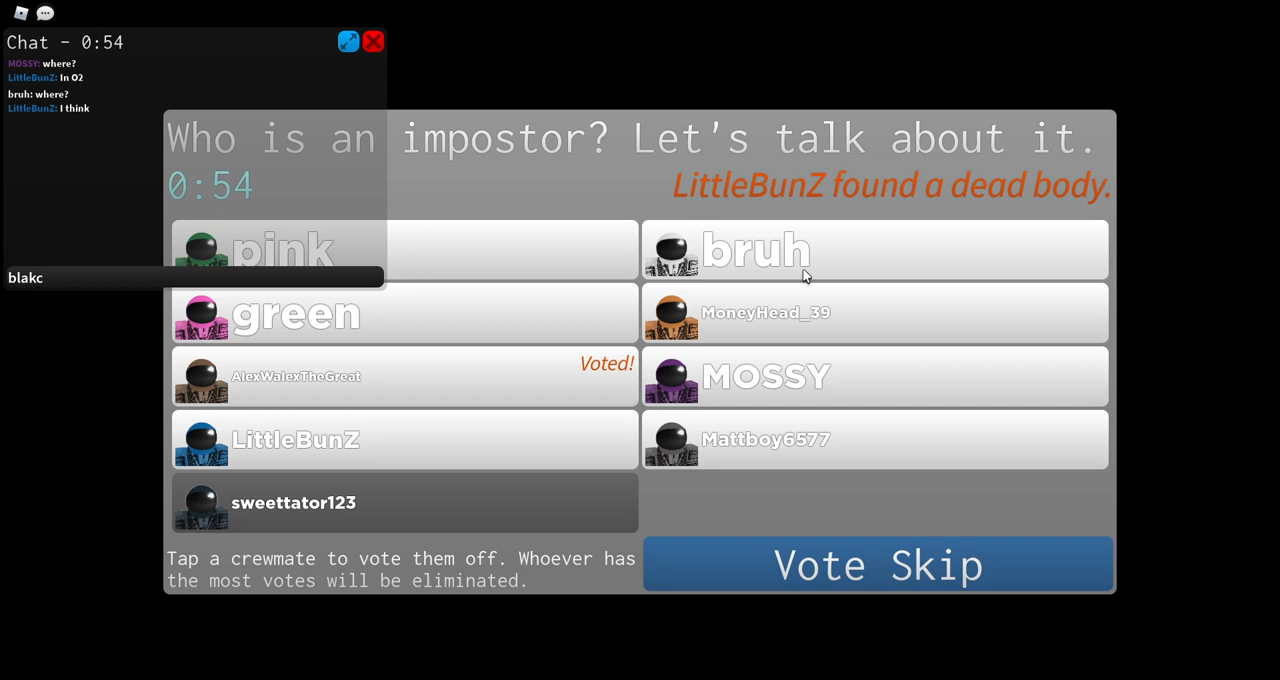 Chat - 0:54
MOSSY: where?
LittleBunZ: In O2
bruh: where?
LittleBunZ: I think
blakc
Who is an impostor? Let's talk about it.
0:54
LittleBunZ found a dead body.
pink
bruh
green
MoneyHead_39
AlexWalexTheGreat
Voted!
MOSSY
LittleBunZ
Mattboy6577
sweettator123
Tap a crewmate to vote them off. Whoever has
the most votes will be eliminated.
Vote Skip